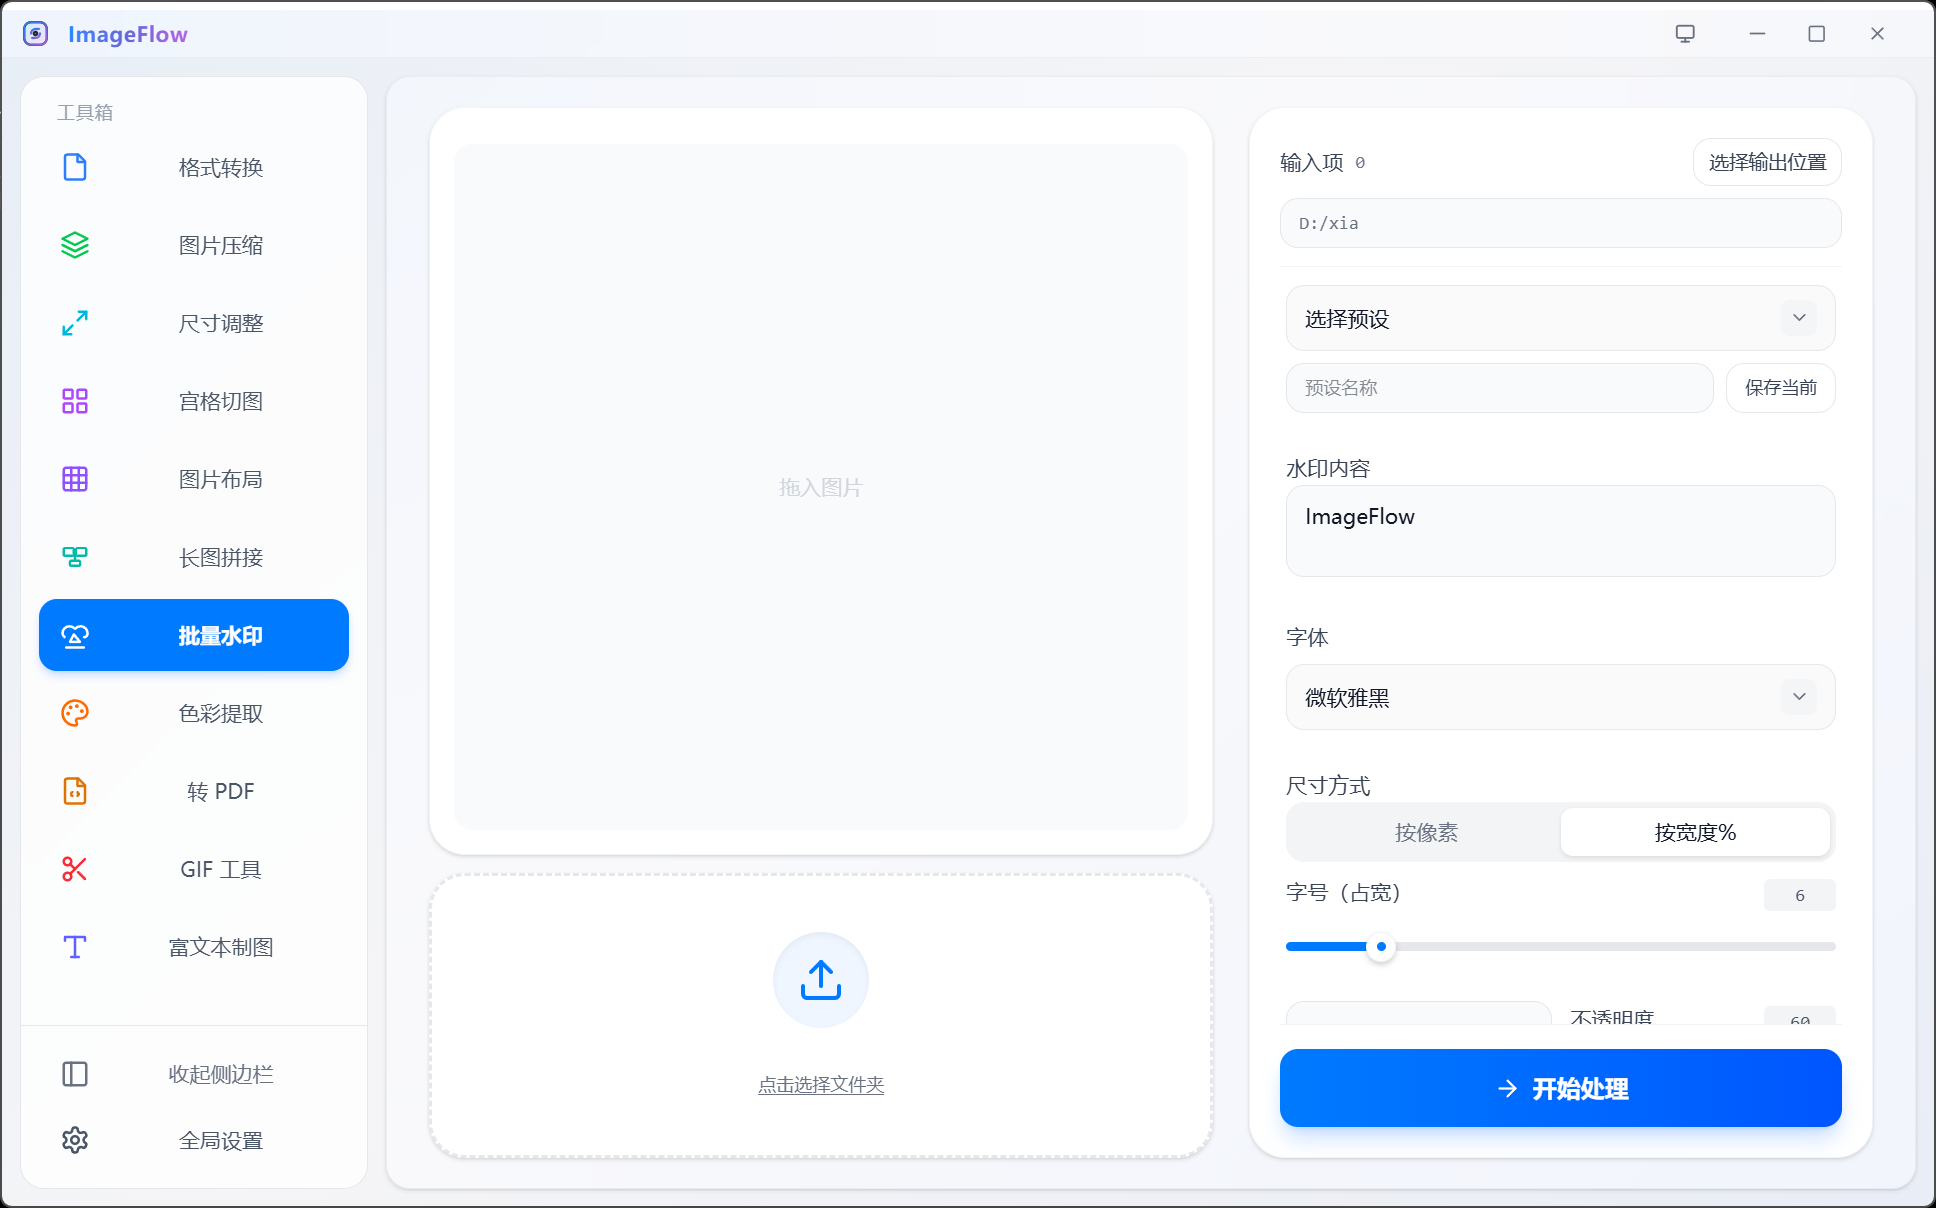 ImageFlow
工具箱
格式转换
图片压缩
尺寸调整
宫格切图
图片布局
长图拼接
批量水印
色彩提取
转 PDF
GIF 工具
富文本制图
收起侧边栏
全局设置
拖入图片
点击选择文件夹
输入项 0
选择输出位置
D:/xia
选择预设
预设名称
保存当前
水印内容
ImageFlow
字体
微软雅黑
尺寸方式
按像素
按宽度%
字号（占宽）
6
不透明度
60
开始处理